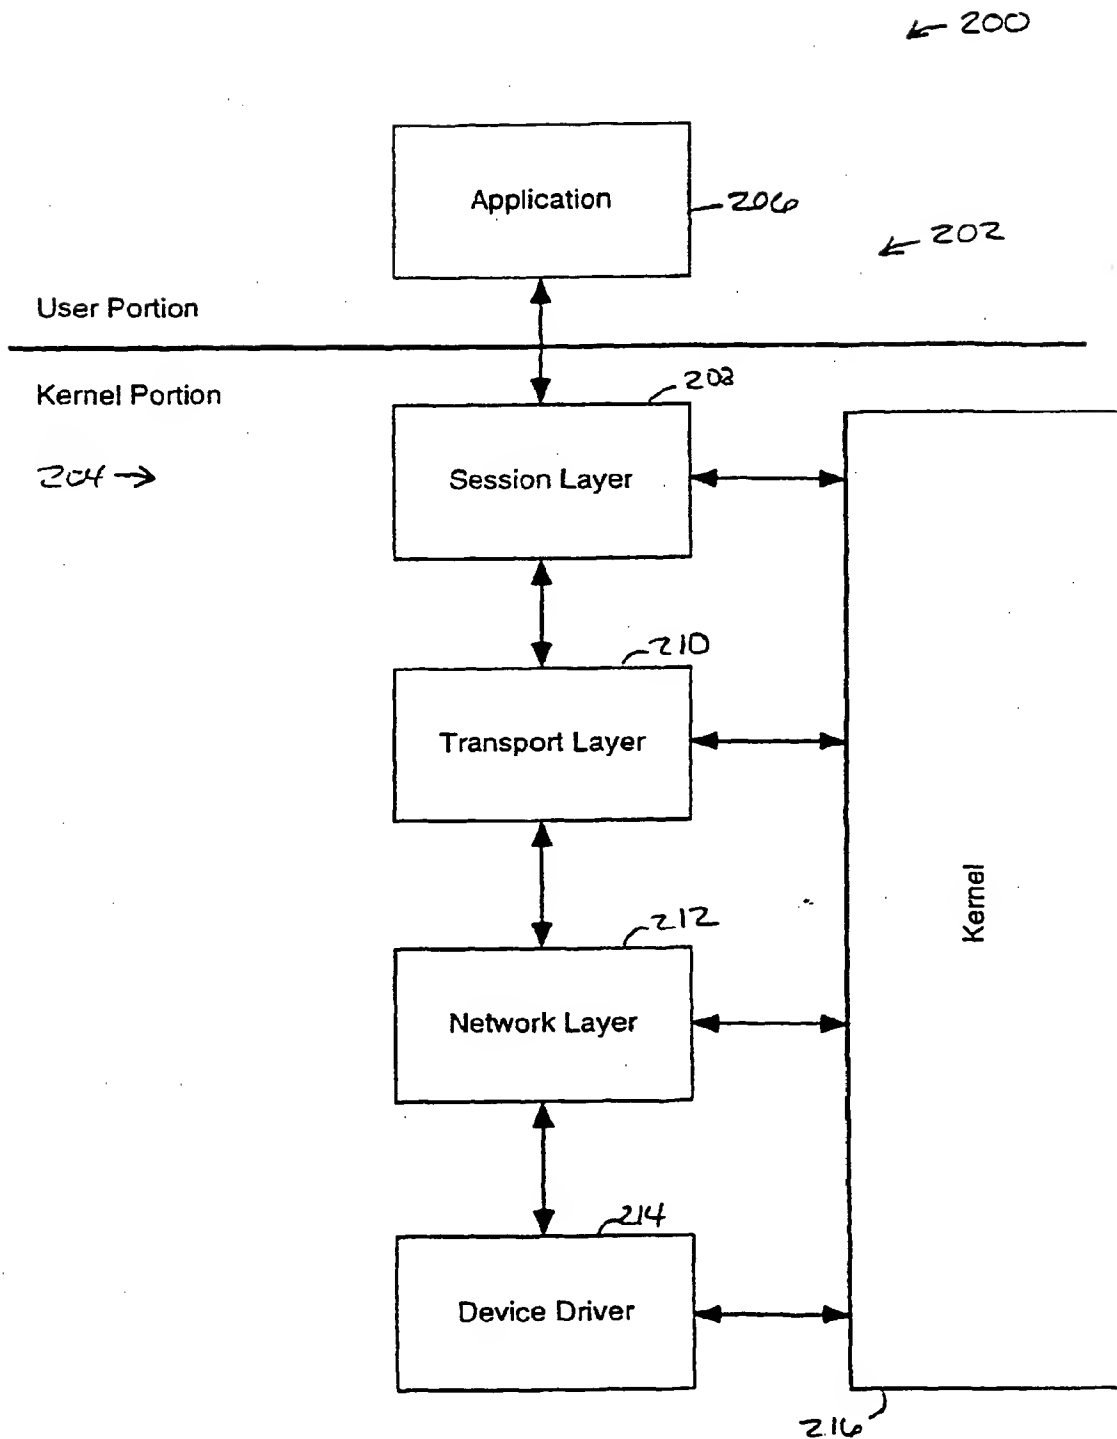 200
Application
206
202
User Portion
Kernel Portion
208
204
Session Layer
210
Transport Layer
Kernel
212
Network Layer
214
Device Driver
216